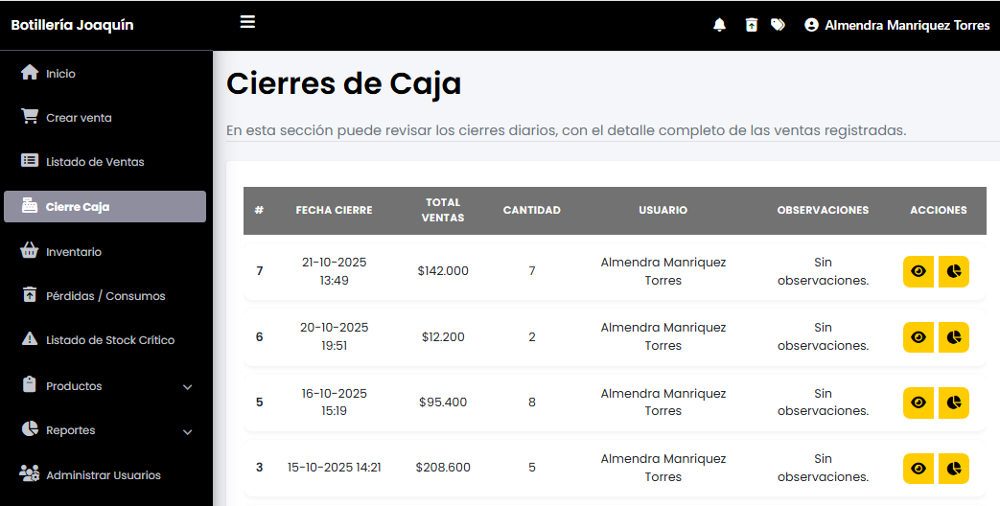 Botillería Joaquín
Almendra Manriquez Torres
Inicio
Crear venta
Listado de Ventas
Cierre Caja
Inventario
Pérdidas / Consumos
Listado de Stock Crítico
Productos
Reportes
Administrar Usuarios
Cierres de Caja
En esta sección puede revisar los cierres diarios, con el detalle completo de las ventas registradas.
# FECHA CIERRE TOTAL VENTAS CANTIDAD USUARIO OBSERVACIONES ACCIONES
7 21-10-2025 13:49 $142.000 7 Almendra Manriquez Torres Sin observaciones.
6 20-10-2025 19:51 $12.200 2 Almendra Manriquez Torres Sin observaciones.
5 16-10-2025 15:19 $95.400 8 Almendra Manriquez Torres Sin observaciones.
3 15-10-2025 14:21 $208.600 5 Almendra Manriquez Torres Sin observaciones.